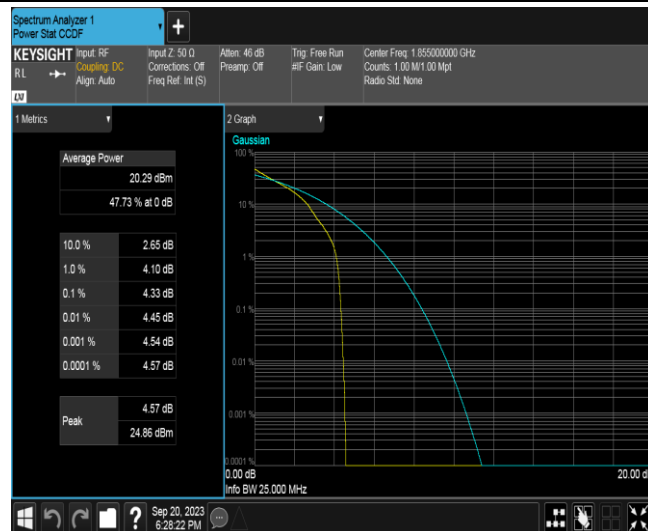 Spectrum Analyzer 1
Power Stat CCDF
+
KEYSIGHT
RL
LXI
Input: RF
Coupling: DC
Align: Auto
Input Z: 50 Ω
Corrections: Off
Freq Ref: Int (S)
Atten: 46 dB
Preamp: Off
Trig: Free Run
#IF Gain: Low
Center Freq: 1.855000000 GHz
Counts: 1.00 M/1.00 Mpt
Radio Std: None
1 Metrics
Average Power
20.29 dBm
47.73 % at 0 dB
10.0 % 2.65 dB
1.0 % 4.10 dB
0.1 % 4.33 dB
0.01 % 4.45 dB
0.001 % 4.54 dB
0.0001 % 4.57 dB
Peak
4.57 dB
24.86 dBm
2 Graph
Gaussian
100 %
10 %
1 %
0.1 %
0.01 %
0.001 %
0.0001 %
0.00 dB
20.00 d
Info BW 25.000 MHz
?
Sep 20, 2023
6:28:22 PM